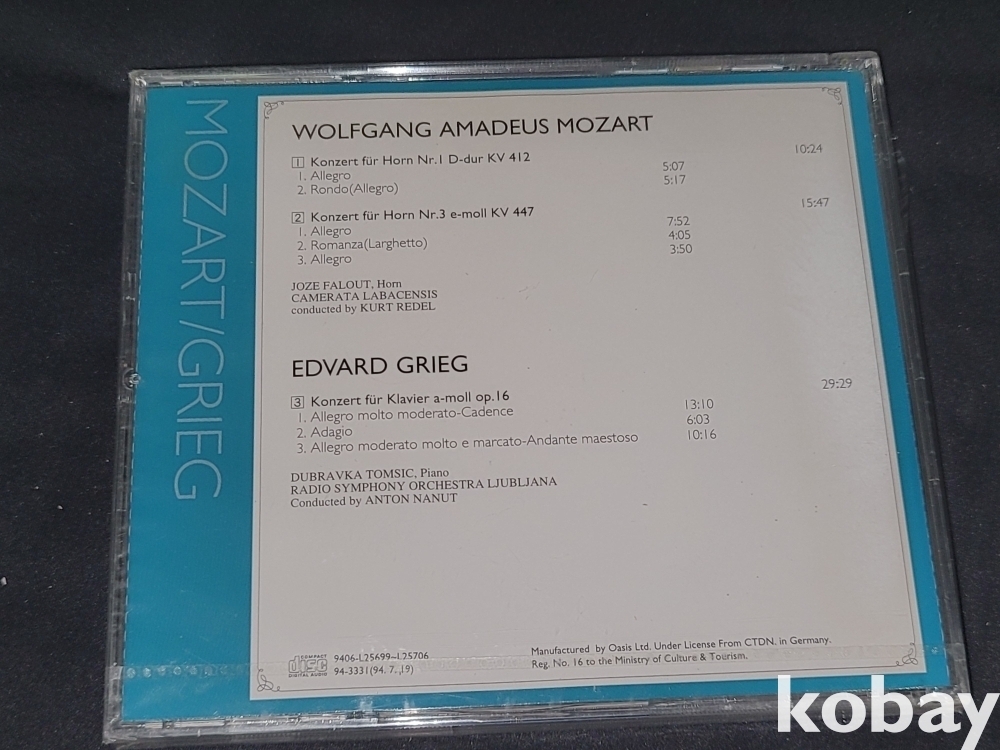 MOZART/GRIEG
WOLFGANG AMADEUS MOZART
1 Konzert für Horn Nr.1 D-dur KV 412 10:24
1. Allegro 5:07
2. Rondo(Allegro) 5:17
2 Konzert für Horn Nr.3 e-moll KV 447 15:47
1. Allegro 7:52
2. Romanza(Larghetto) 4:05
3. Allegro 3:50
JOZE FALOUT, Horn
CAMERATA LABACENSIS
conducted by KURT REDEL
EDVARD GRIEG
3 Konzert für Klavier a-moll op.16 29:29
1. Allegro molto moderato-Cadence 13:10
2. Adagio 6:03
3. Allegro moderato molto e marcato-Andante maestoso 10:16
DUBRAVKA TOMSIC, Piano
RADIO SYMPHONY ORCHESTRA LJUBLJANA
Conducted by ANTON NANUT
COMPACT
disc
DIGITAL AUDIO
9406-L25699~L25706
94-3331(94. 7. ,19)
Manufactured by Oasis Ltd. Under License From CTDN. in Germany.
Reg. No. 16 to the Ministry of Culture & Tourism.
kobay